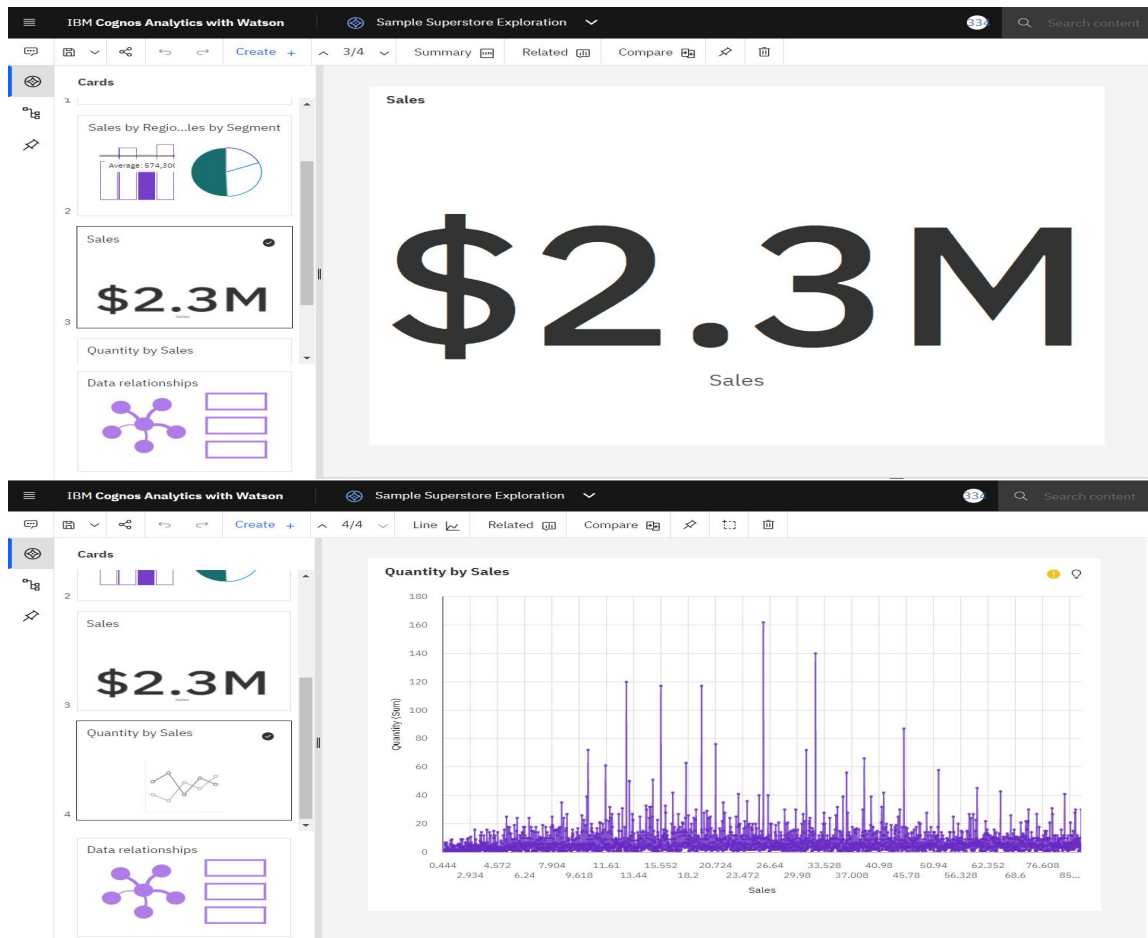 IBM Cognos Analytics with Watson
Sample Superstore Exploration
334
Search content
Create +
3/4
Summary
Related
Compare
Cards
1
Sales by Regio...les by Segment
Average: 574,30
2
Sales
$2.3M
3
Quantity by Sales
Data relationships
Sales
$2.3M
Sales
IBM Cognos Analytics with Watson
Sample Superstore Exploration
334
Search content
Create +
4/4
Line
Related
Compare
Cards
2
Sales
$2.3M
3
Quantity by Sales
4
Data relationships
Quantity by Sales
180
160
140
120
100
80
60
40
20
0
Quantity (Sum)
0.444 4.572 7.904 11.61 15.552 20.724 26.64 33.528 40.98 50.94 62.352 76.608
2.934 6.24 9.618 13.44 18.2 23.472 29.98 37.008 45.78 56.328 68.6 85...
Sales